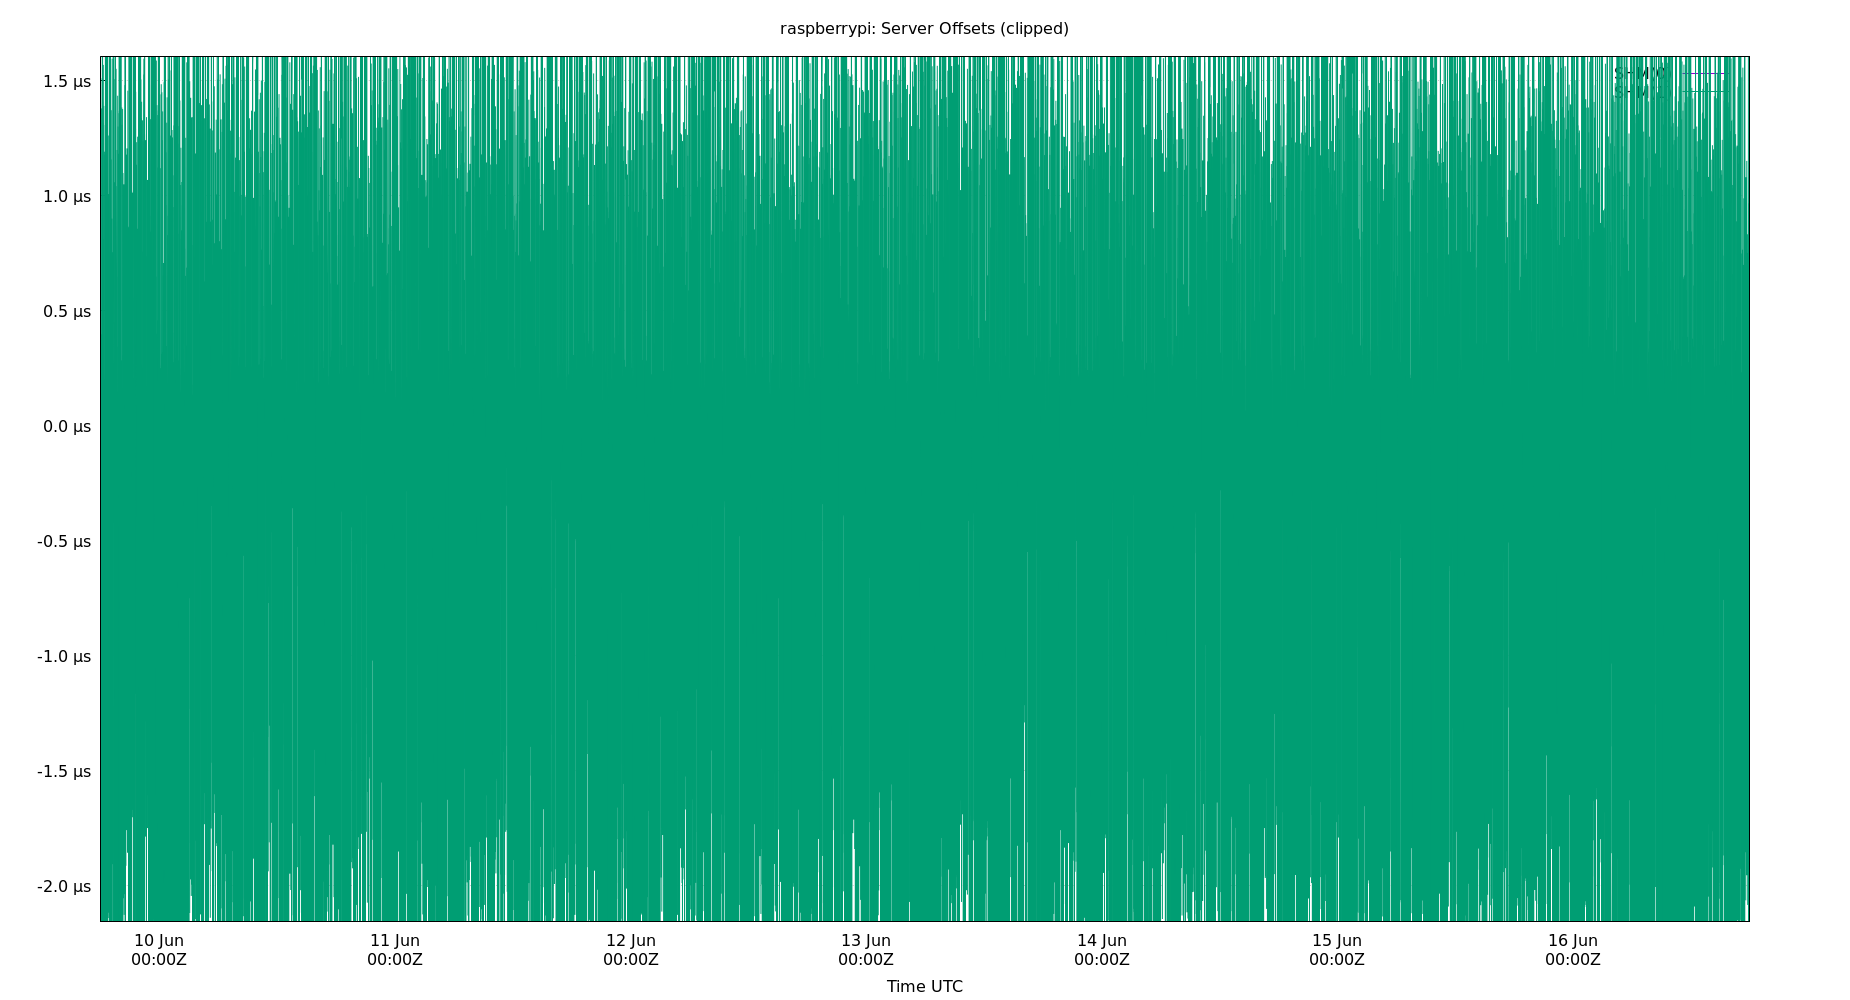 raspberrypi: Server Offsets (clipped)
1.5 µs
1.0 µs
0.5 µs
0.0 µs
-0.5 µs
-1.0 µs
-1.5 µs
-2.0 µs
10 Jun
00:00Z
11 Jun
00:00Z
12 Jun
00:00Z
13 Jun
00:00Z
14 Jun
00:00Z
15 Jun
00:00Z
16 Jun
00:00Z
Time UTC